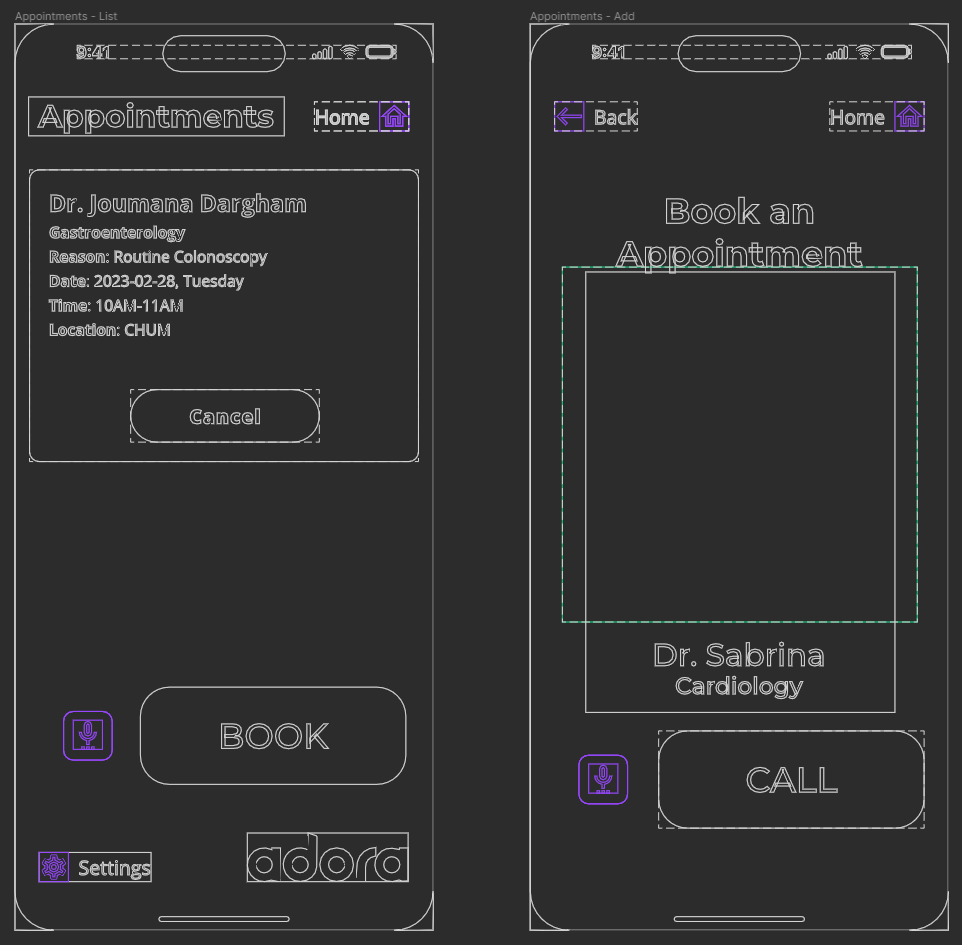 Appointments - List
9:41
Appointments
Home
Dr. Joumana Dargham
Gastroenterology
Reason: Routine Colonoscopy
Date: 2023-02-28, Tuesday
Time: 10AM-11AM
Location: CHUM
Cancel
BOOK
Settings
adora
Appointments - Add
9:41
Back
Home
Book an
Appointment
Dr. Sabrina
Cardiology
CALL